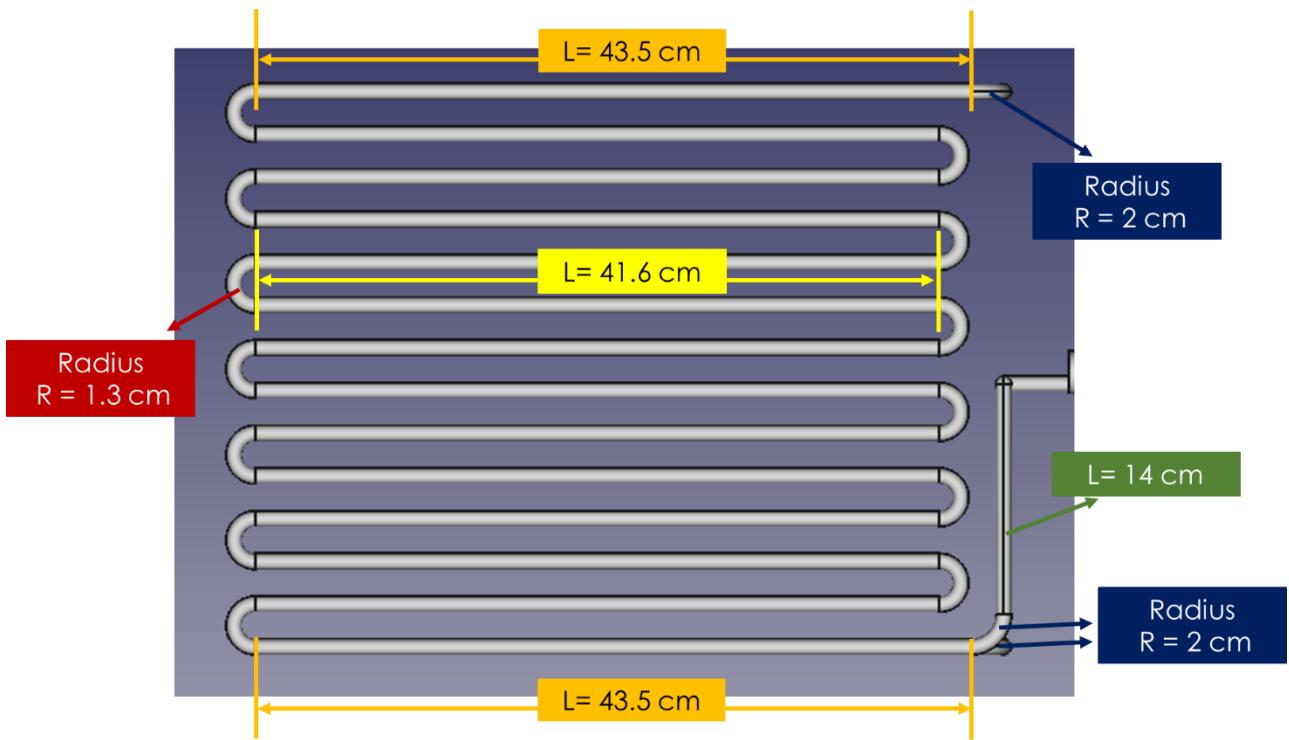 L= 43.5 cm
Radius
R = 2 cm
L= 41.6 cm
Radius
R = 1.3 cm
L= 14 cm
Radius
R = 2 cm
L= 43.5 cm